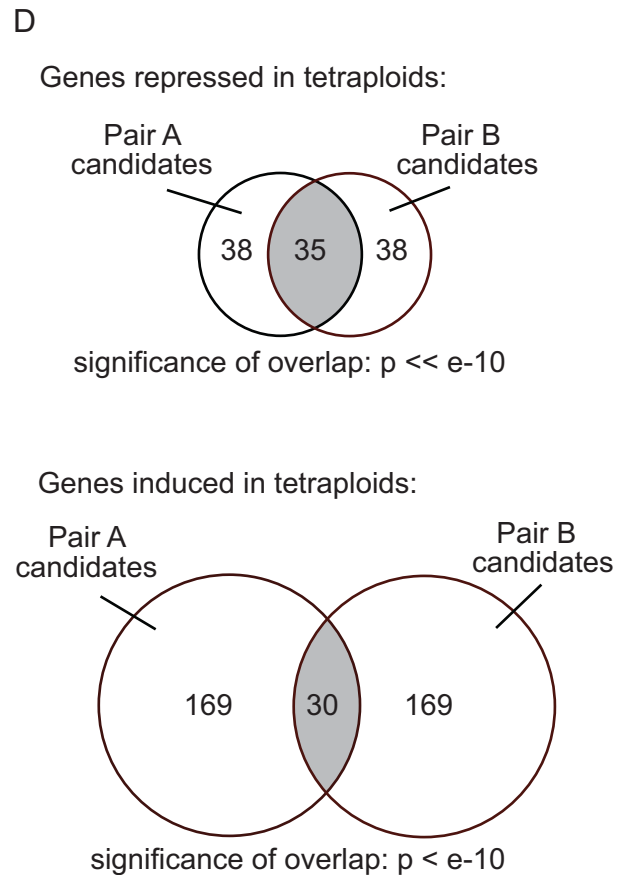 D
Genes repressed in tetraploids:
Pair A
candidates
Pair B
candidates
38
35
38
significance of overlap: p << e-10
Genes induced in tetraploids:
Pair A
candidates
Pair B
candidates
169
30
169
significance of overlap: p < e-10